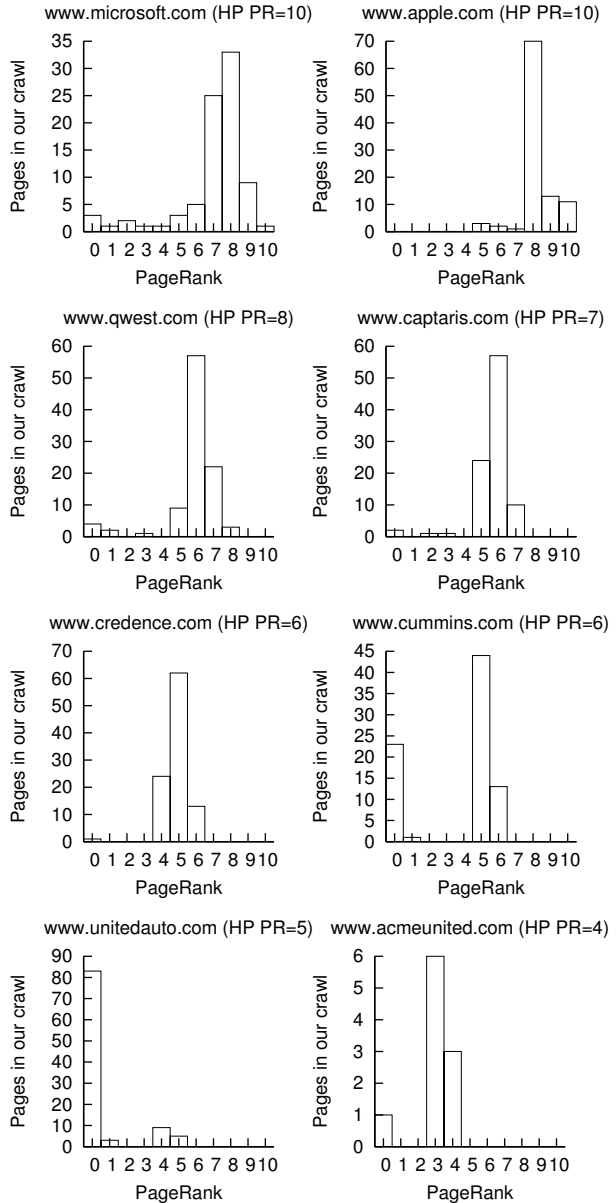 www.microsoft.com (HP PR=10)
35
30
25
20
15
10
5
0
0 1 2 3 4 5 6 7 8 9 10
Pages in our crawl
PageRank
www.apple.com (HP PR=10)
70
60
50
40
30
20
10
0
0 1 2 3 4 5 6 7 8 9 10
Pages in our crawl
PageRank
www.qwest.com (HP PR=8)
60
50
40
30
20
10
0
0 1 2 3 4 5 6 7 8 9 10
Pages in our crawl
PageRank
www.captaris.com (HP PR=7)
60
50
40
30
20
10
0
0 1 2 3 4 5 6 7 8 9 10
Pages in our crawl
PageRank
www.credence.com (HP PR=6)
70
60
50
40
30
20
10
0
0 1 2 3 4 5 6 7 8 9 10
Pages in our crawl
PageRank
www.cummins.com (HP PR=6)
45
40
35
30
25
20
15
10
5
0
0 1 2 3 4 5 6 7 8 9 10
Pages in our crawl
PageRank
www.unitedauto.com (HP PR=5)
90
80
70
60
50
40
30
20
10
0
0 1 2 3 4 5 6 7 8 9 10
Pages in our crawl
PageRank
www.acmeunited.com (HP PR=4)
6
5
4
3
2
1
0
0 1 2 3 4 5 6 7 8 9 10
Pages in our crawl
PageRank